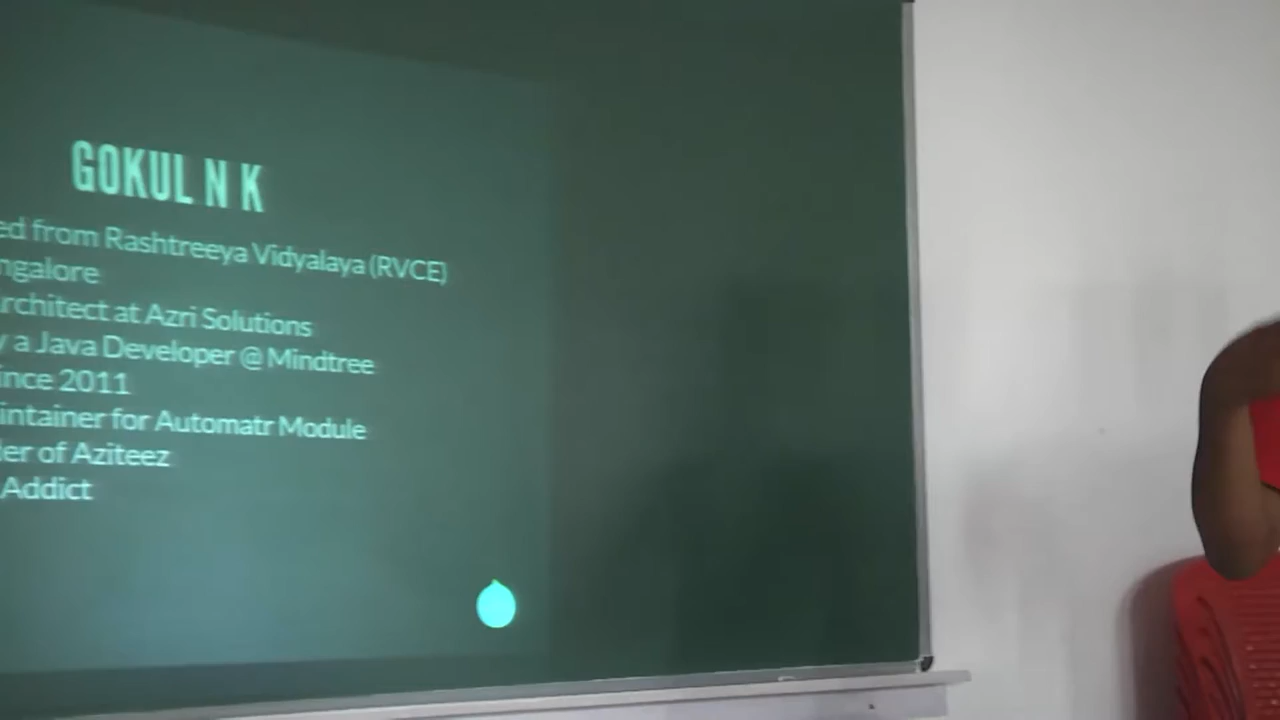 GOKUL N K
ed from Rashtreeya Vidyalaya (RVCE)
ngalore
rchitect at Azri Solutions
y a Java Developer @ Mindtree
ince 2011
intainer for Automatr Module
er of Aziteez
Addict